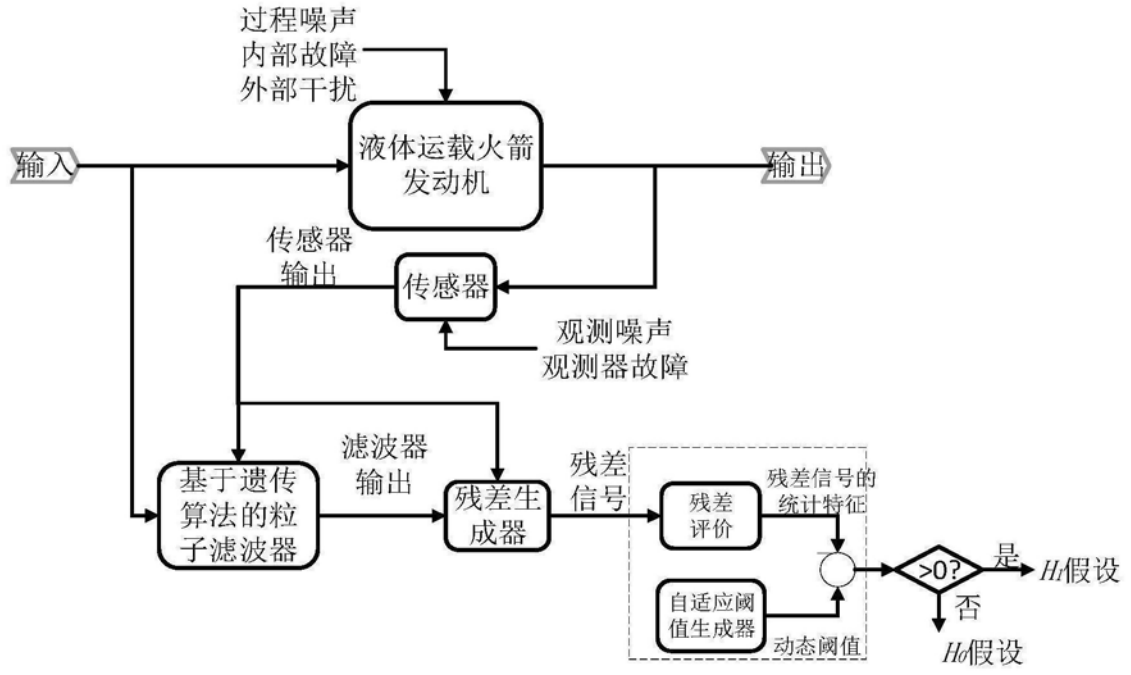 过程噪声
内部故障
外部干扰
输入
液体运载火箭
发动机
输出
传感器
输出
传感器
观测噪声
观测器故障
滤波器
输出
基于遗传
算法的粒
子滤波器
残差生
成器
残差
信号
残差
评价
残差信号的
统计特征
自适应阈
值生成器
动态阈值
>0?
是
H1假设
否
H0假设